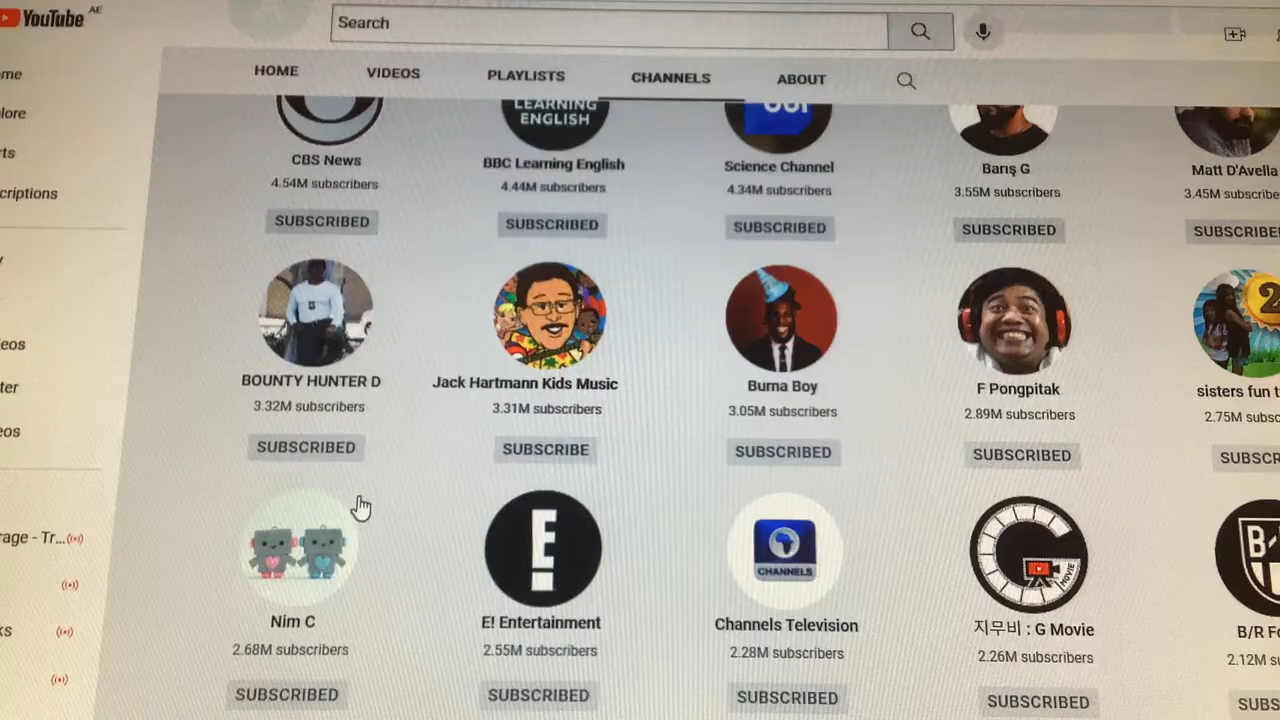 YouTube AE
Search
HOME VIDEOS PLAYLISTS CHANNELS ABOUT
LEARNING
ENGLISH
CBS News BBC Learning English Science Channel Barış G Matt D'Avella
4.54M subscribers 4.44M subscribers 4.34M subscribers 3.55M subscribers 3.45M subscribe
SUBSCRIBED SUBSCRIBED SUBSCRIBED SUBSCRIBED SUBSCRIBE
2
BOUNTY HUNTER D Jack Hartmann Kids Music Burna Boy F Pongpitak sisters fun t
3.32M subscribers 3.31M subscribers 3.05M subscribers 2.89M subscribers 2.75M subsc
SUBSCRIBED SUBSCRIBE SUBSCRIBED SUBSCRIBED SUBSCR
E!
CHANNELS
MOVIE
B/
Nim C E! Entertainment Channels Television 지무비 : G Movie B/R Fo
2.68M subscribers 2.55M subscribers 2.28M subscribers 2.26M subscribers 2.12M s
SUBSCRIBED SUBSCRIBED SUBSCRIBED SUBSCRIBED SUBS
ome
lore
rts
criptions
eos
ter
eos
rage - Tr...
ks